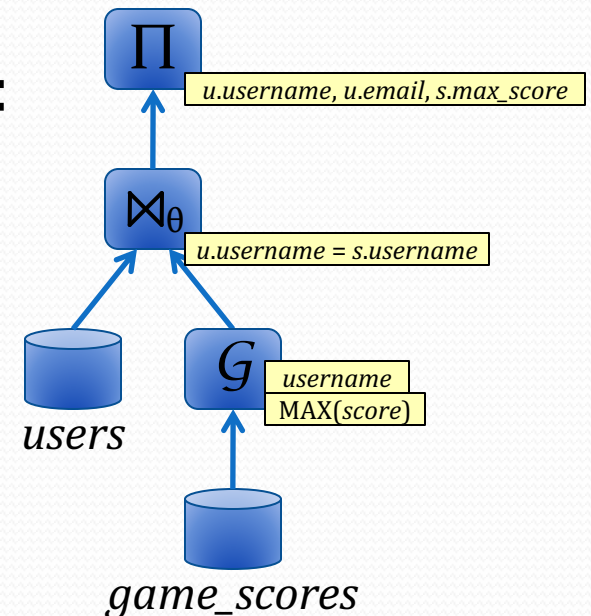 :
Π
u.username, u.email, s.max_score
⋈θ
u.username = s.username
users
G
username
MAX(score)
game_scores